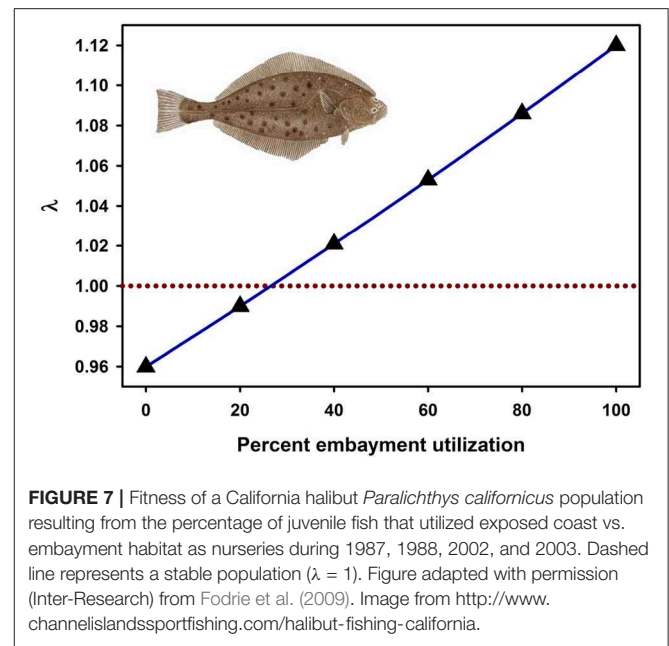 1.12
1.10
1.08
1.06
1.04
1.02
1.00
0.98
0.96
λ
0 20 40 60 80 100
Percent embayment utilization
FIGURE 7 | Fitness of a California halibut Paralichthys californicus population
resulting from the percentage of juvenile fish that utilized exposed coast vs.
embayment habitat as nurseries during 1987, 1988, 2002, and 2003. Dashed
line represents a stable population (λ = 1). Figure adapted with permission
(Inter-Research) from Fodrie et al. (2009). Image from http://www.
channelislandssportfishing.com/halibut-fishing-california.